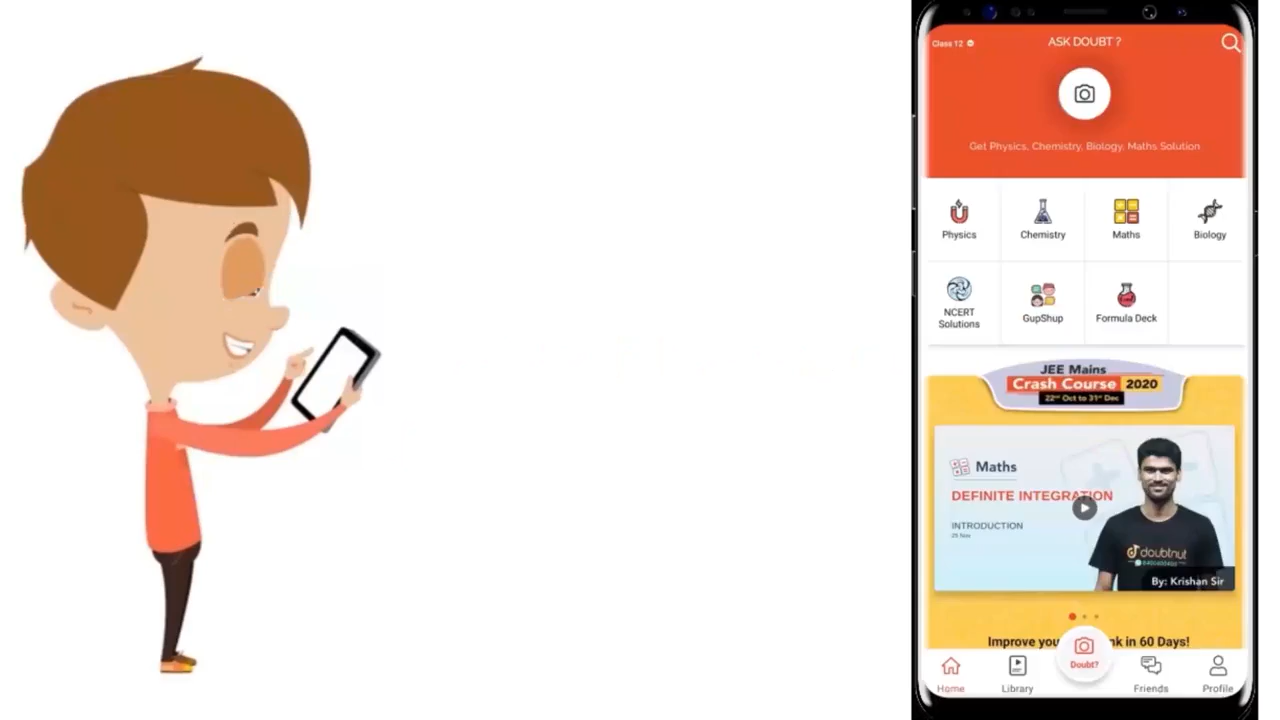 Class 12
ASK DOUBT ?
Get Physics, Chemistry, Biology, Maths Solution
Physics
Chemistry
Maths
Biology
NCERT
Solutions
GupShup
Formula Deck
JEE Mains
Crash Course 2020
22nd Oct to 31st Dec
Maths
DEFINITE INTEGRATION
INTRODUCTION
doubtnut
By: Krishan Sir
Improve you nk in 60 Days!
Doubt?
Home
Library
Friends
Profile